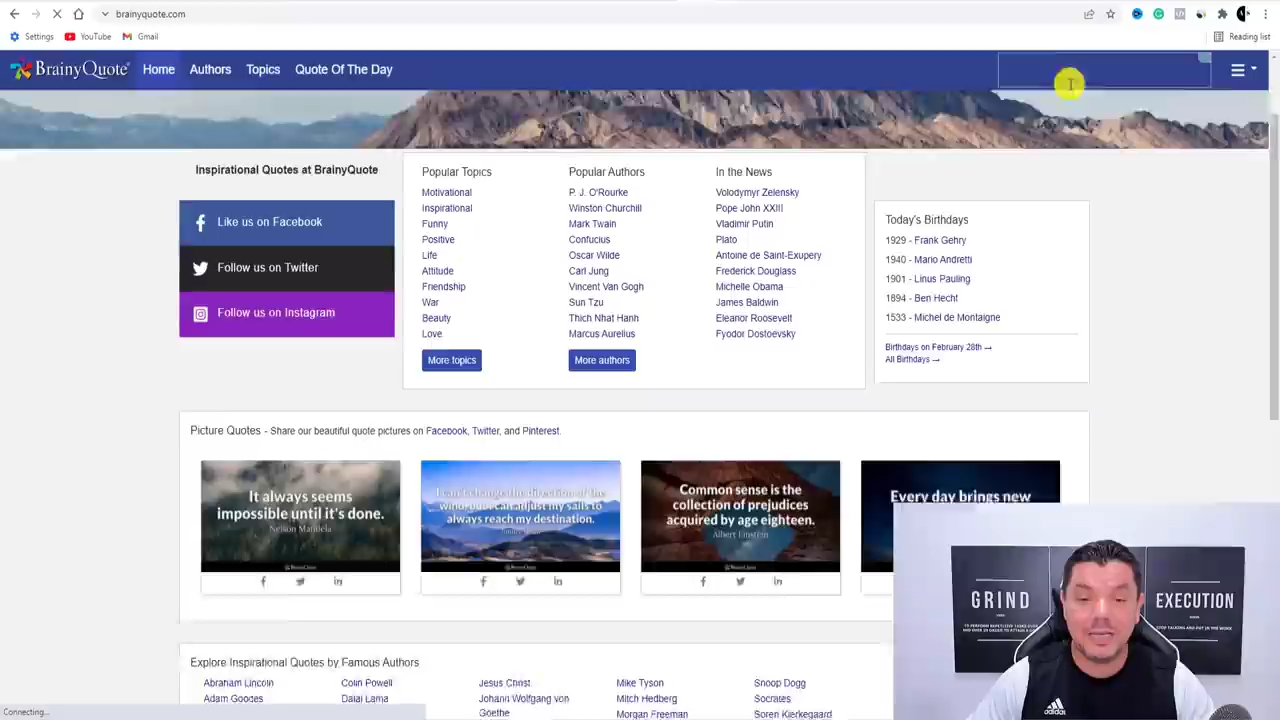 brainyquote.com
Settings
YouTube
Gmail
Reading list
BrainyQuote
Home
Authors
Topics
Quote Of The Day
Inspirational Quotes at BrainyQuote
Like us on Facebook
Follow us on Twitter
Follow us on Instagram
Popular Topics
Motivational
Inspirational
Funny
Positive
Life
Attitude
Friendship
War
Beauty
Love
More topics
Popular Authors
P. J. O'Rourke
Winston Churchill
Mark Twain
Confucius
Oscar Wilde
Carl Jung
Vincent Van Gogh
Sun Tzu
Thich Nhat Hanh
Marcus Aurelius
More authors
In the News
Volodymyr Zelensky
Pope John XXIII
Vladimir Putin
Plato
Antoine de Saint-Exupery
Frederick Douglass
Michelle Obama
James Baldwin
Eleanor Roosevelt
Fyodor Dostoevsky
Today's Birthdays
1929 - Frank Gehry
1940 - Mario Andretti
1901 - Linus Pauling
1894 - Ben Hecht
1533 - Michel de Montaigne
Birthdays on February 28th →
All Birthdays →
Picture Quotes - Share our beautiful quote pictures on Facebook, Twitter, and Pinterest.
It always seems
impossible until it's done.
Nelson Mandela
I can't change the direction of the
wind, but I can adjust my sails to
always reach my destination.
Common sense is the
collection of prejudices
acquired by age eighteen.
Albert Einstein
Every day brings new
Explore Inspirational Quotes by Famous Authors
Abraham Lincoln
Colin Powell
Jesus Christ
Mike Tyson
Snoop Dogg
Adam Goodes
Dalai Lama
Johann Wolfgang von
Goethe
Mitch Hedberg
Socrates
Morgan Freeman
Soren Kierkegaard
GRIND
EXECUTION
adidas
Connecting...